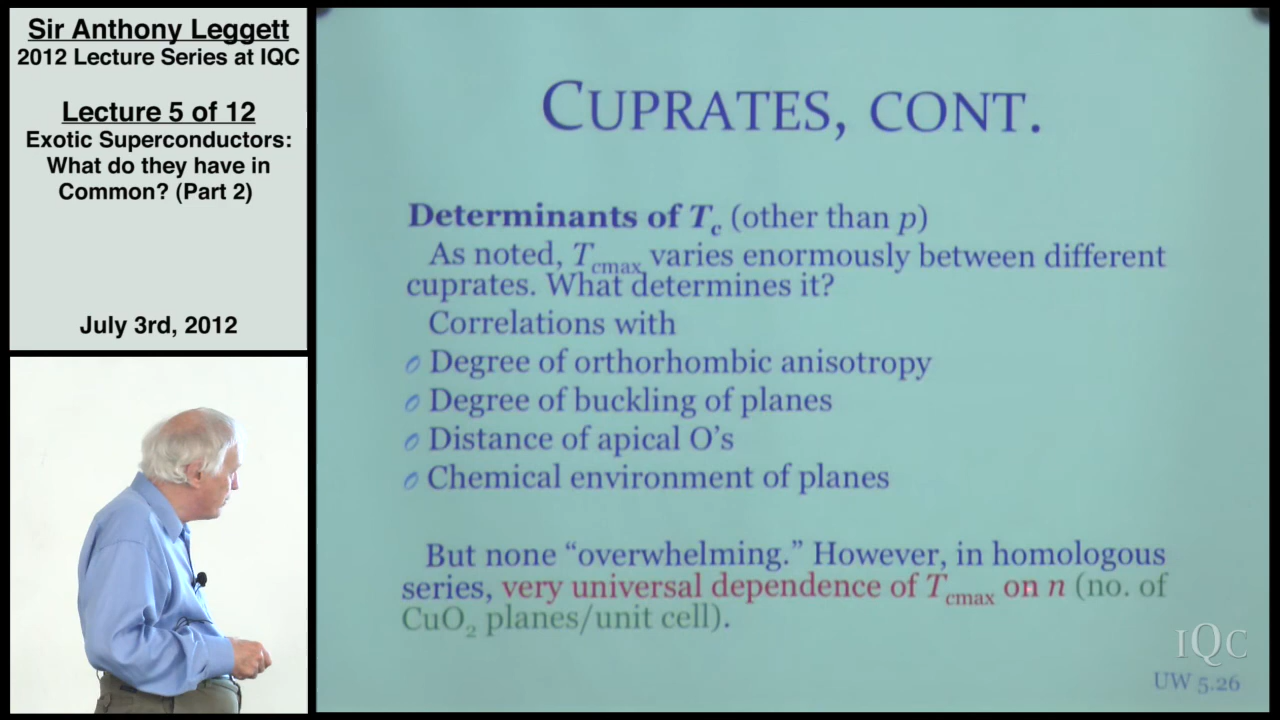 Sir Anthony Leggett
2012 Lecture Series at IQC
Lecture 5 of 12
Exotic Superconductors:
What do they have in
Common? (Part 2)
July 3rd, 2012
CUPRATES, CONT.
Determinants of Tc (other than p)
As noted, Tcmax varies enormously between different
cuprates. What determines it?
Correlations with
Degree of orthorhombic anisotropy
Degree of buckling of planes
Distance of apical O's
Chemical environment of planes
But none “overwhelming.” However, in homologous
series, very universal dependence of Tcmax on n (no. of
CuO2 planes/unit cell).
IQC
UW 5.26